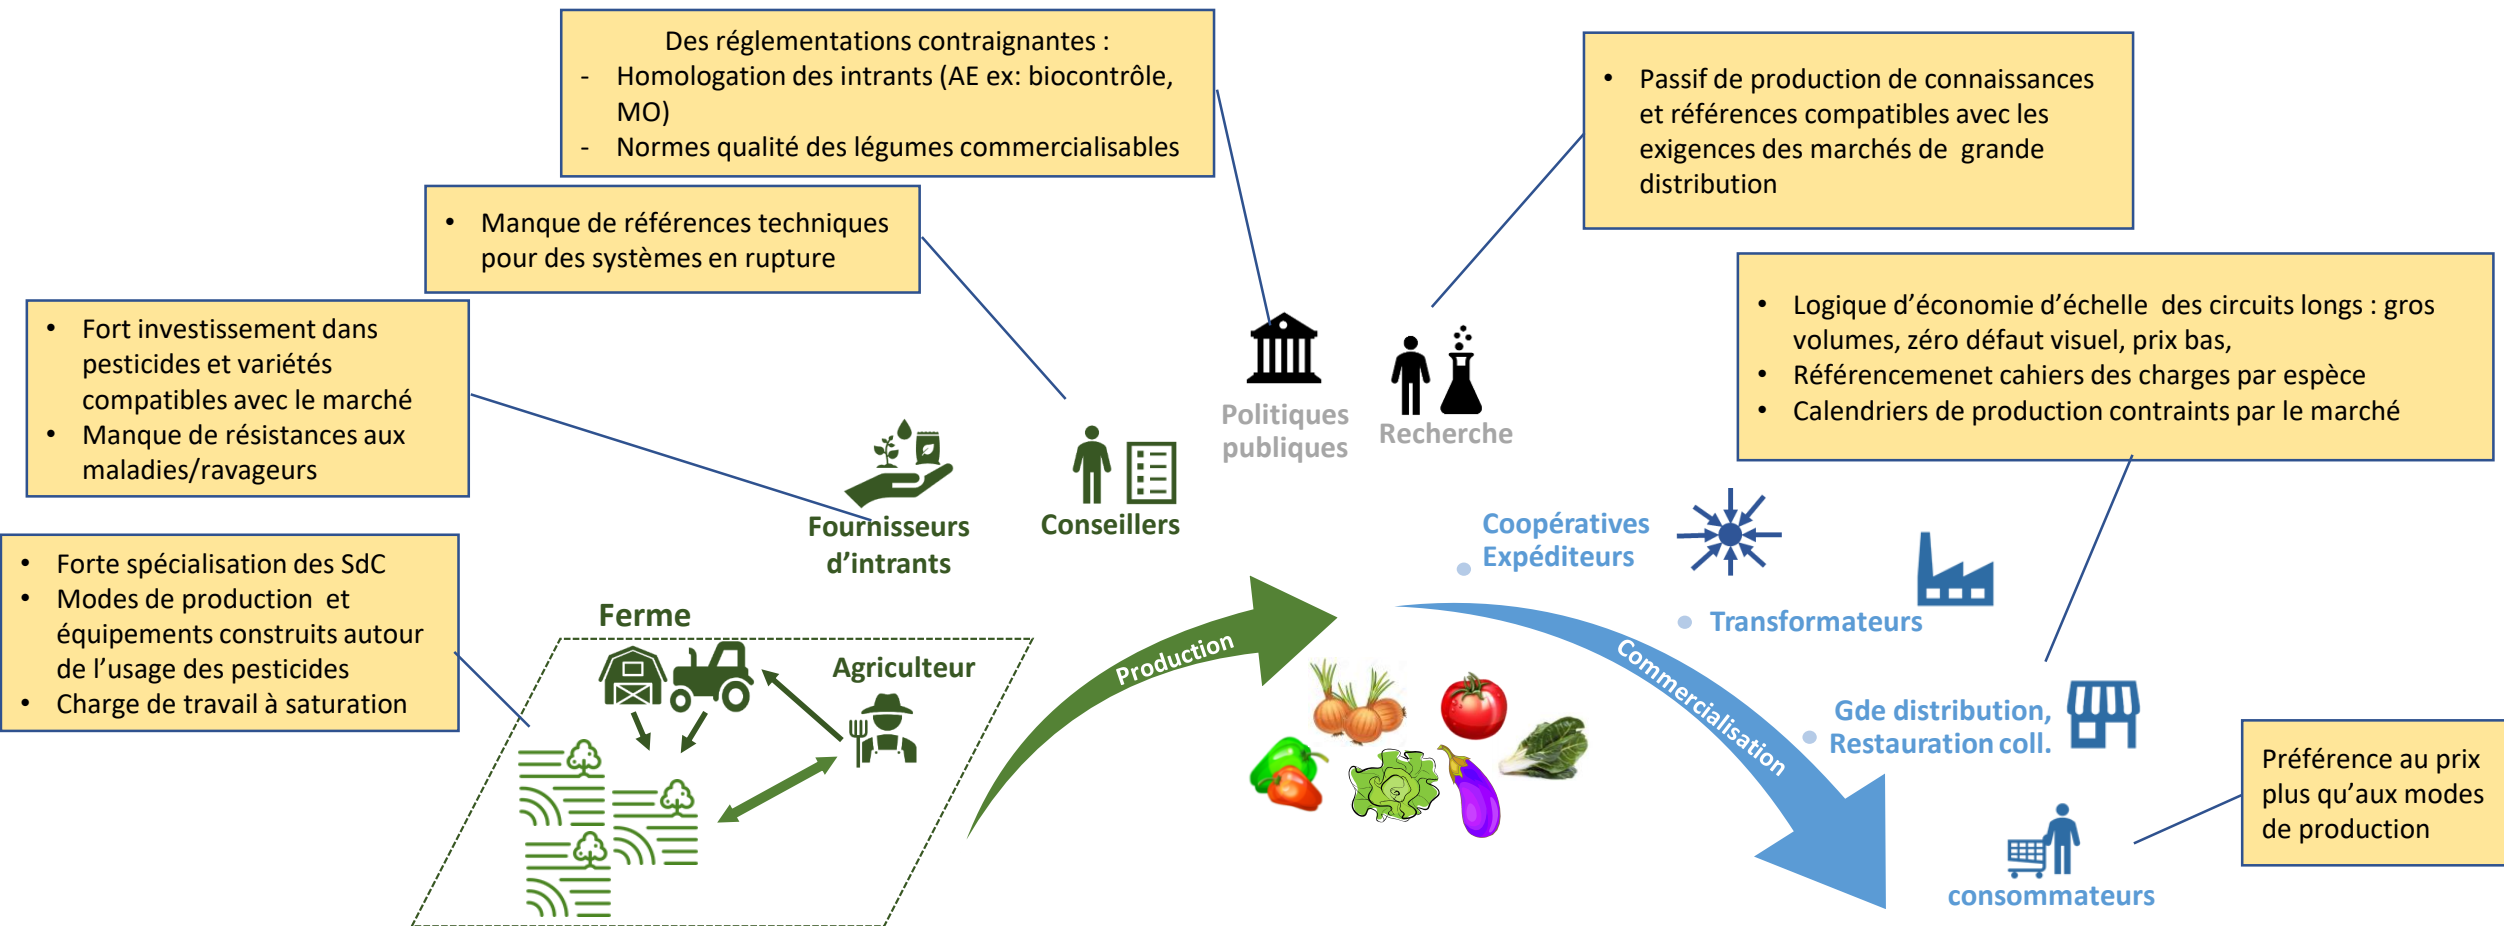 Des réglementations contraignantes :
- Homologation des intrants (AE ex: biocontrôle,
MO)
- Normes qualité des légumes commercialisables
• Passif de production de connaissances
et références compatibles avec les
exigences des marchés de grande
distribution
• Manque de références techniques
pour des systèmes en rupture
• Logique d’économie d’échelle des circuits longs : gros
volumes, zéro défaut visuel, prix bas,
• Référencemenet cahiers des charges par espèce
• Calendriers de production contraints par le marché
• Fort investissement dans
pesticides et variétés
compatibles avec le marché
• Manque de résistances aux
maladies/ravageurs
Politiques
publiques
Recherche
Fournisseurs
d’intrants
Conseillers
• Coopératives
Expéditeurs
• Forte spécialisation des SdC
• Modes de production et
équipements construits autour
de l’usage des pesticides
• Charge de travail à saturation
Ferme
Agriculteur
Production
• Transformateurs
Commercialisation
• Gde distribution,
Restauration coll.
Préférence au prix
plus qu’aux modes
de production
consommateurs